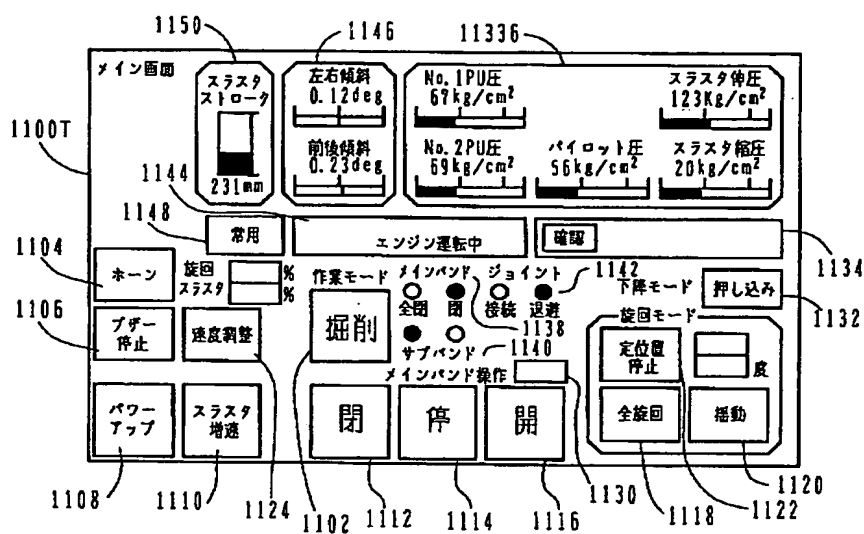 1150
1146
11336
メイン画面
スラスタ
ストローク
231mm
左右傾斜
0.12deg
前後傾斜
0.23deg
No.1PU圧
67kg/cm²
No.2PU圧
69kg/cm²
パイロット圧
56kg/cm²
スラスタ伸圧
123Kg/cm²
スラスタ縮圧
20kg/cm²
1100T
1144
1148
常用
エンジン運転中
確認
1134
1104
ホーン
旋回
スラスタ
%
%
作業モード
メインバンド
ジョイント
1142
全閉
閉
接続
退避
1138
下降モード
押し込み
1132
1106
ブザー
停止
速度調整
掘削
サブバンド
1140
メインバンド操作
旋回モード
定位置
停止
度
パワー
アップ
スラスタ
増速
閉
停
開
全旋回
揺動
1108
1110
1124
1102
1112
1114
1116
1130
1118
1122
1120